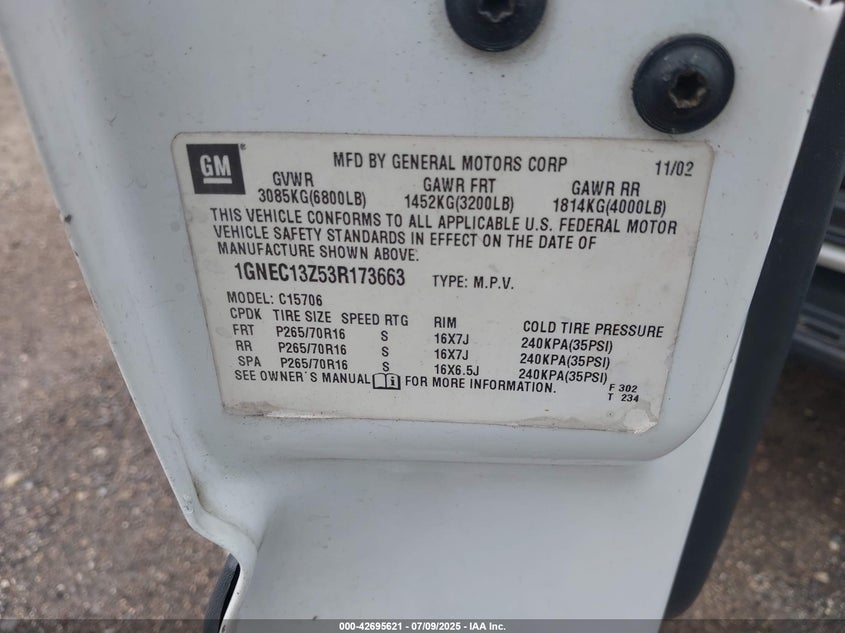 GM ®
MFD BY GENERAL MOTORS CORP 11/02
GVWR GAWR FRT GAWR RR
3085KG(6800LB) 1452KG(3200LB) 1814KG(4000LB)
THIS VEHICLE CONFORMS TO ALL APPLICABLE U.S. FEDERAL MOTOR
VEHICLE SAFETY STANDARDS IN EFFECT ON THE DATE OF
MANUFACTURE SHOWN ABOVE.
1GNEC13Z53R173663 TYPE: M.P.V.
MODEL: C15706
CPDK TIRE SIZE SPEED RTG RIM COLD TIRE PRESSURE
FRT P265/70R16 S 16X7J 240KPA(35PSI)
RR P265/70R16 S 16X7J 240KPA(35PSI)
SPA P265/70R16 S 16X6.5J 240KPA(35PSI)
SEE OWNER'S MANUAL FOR MORE INFORMATION.
F 302
T 234
000-42695621 / 07/09/2025 - IAA Inc.